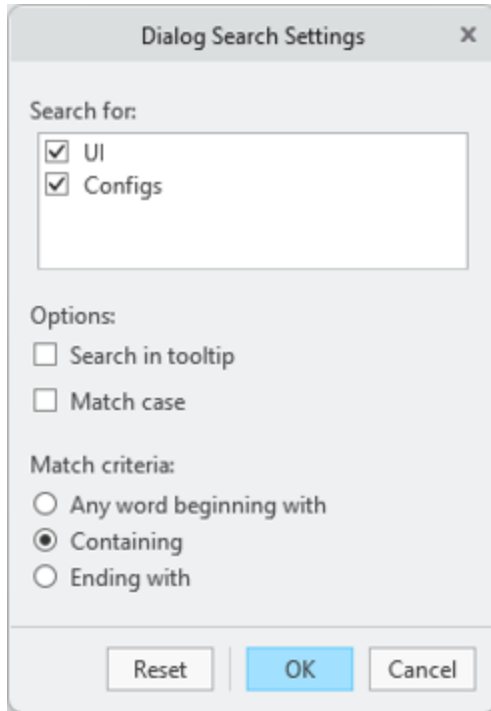 Dialog Search Settings
Search for:
UI
Configs
Options:
Search in tooltip
Match case
Match criteria:
Any word beginning with
Containing
Ending with
Reset OK Cancel